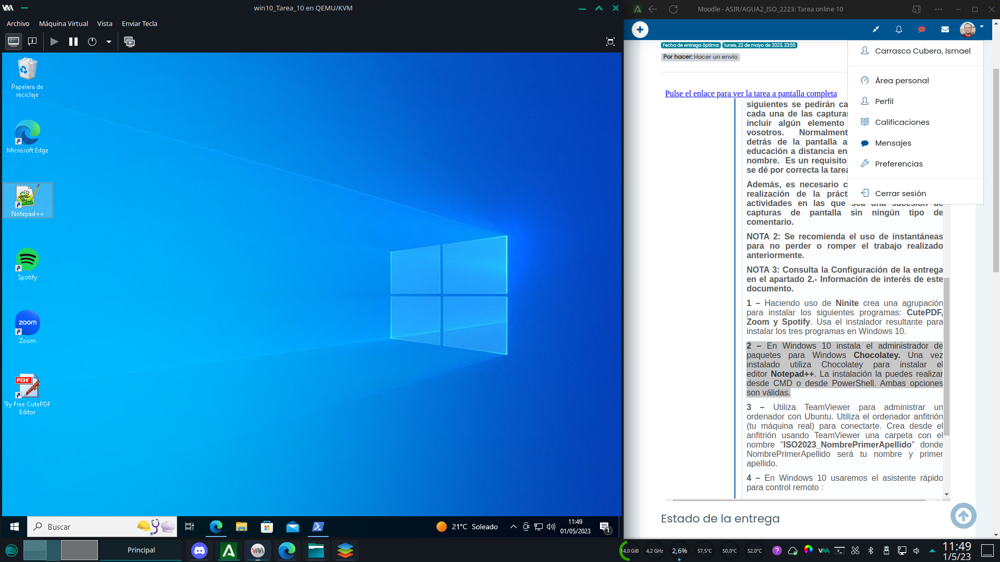 win10_Tarea_10 en QEMU/KVM
Archivo Máquina Virtual Vista Enviar Tecla
Papelera de
reciclaje
Microsoft Edge
Notepad++
Spotify
zoom
Zoom
PDF
Try Free CutePDF
Editor
Buscar
21°C Soleado
11:49
01/05/2023
1
Moodle - ASIR/AGUA2_ISO_2223: Tarea online 10
Fecha de entrega óptima: lunes, 22 de mayo de 2023, 23:55
Por hacer: Hacer un envío
Carrasco Cubero, Ismael
Área personal
Perfil
Calificaciones
Mensajes
Preferencias
Cerrar sesión
Pulse el enlace para ver la tarea a pantalla completa
siguientes se pedirán ca
cada una de las capturas
incluir algún elemento
vosotros. Normalment
detrás de la pantalla a
educación a distancia en
nombre. Es un requisito
se dé por correcta la tarea
Además, es necesario c
realización de la práct
actividades en las que sea una sucesión de
capturas de pantalla sin ningún tipo de
comentario.
NOTA 2: Se recomienda el uso de instantáneas
para no perder o romper el trabajo realizado
anteriormente.
NOTA 3: Consulta la Configuración de la entrega
en el apartado 2.- Información de interés de este
documento.
1 – Haciendo uso de Ninite crea una agrupación
para instalar los siguientes programas: CutePDF,
Zoom y Spotify. Usa el instalador resultante para
instalar los tres programas en Windows 10.
2 – En Windows 10 instala el administrador de
paquetes para Windows Chocolatey. Una vez
instalado utiliza Chocolatey para instalar el
editor Notepad++. La instalación la puedes realizar
desde CMD o desde PowerShell. Ambas opciones
son válidas.
3 – Utiliza TeamViewer para administrar un
ordenador con Ubuntu. Utiliza el ordenador anfitrión
(tu máquina real) para conectarte. Crea desde el
anfitrión usando TeamViewer una carpeta con el
nombre "ISO2023_NombrePrimerApellido" donde
NombrePrimerApellido será tu nombre y primer
apellido.
4 – En Windows 10 usaremos el asistente rápido
para control remoto :
Estado de la entrega
Principal
14,0 GiB 4,2 GHz 2,6% 57,5°C 50,0°C 52,0°C
11:49
1/5/23